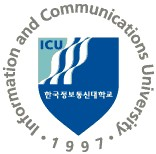 Information and Communications University
• 1997 •
ICU
한국정보통신대학교